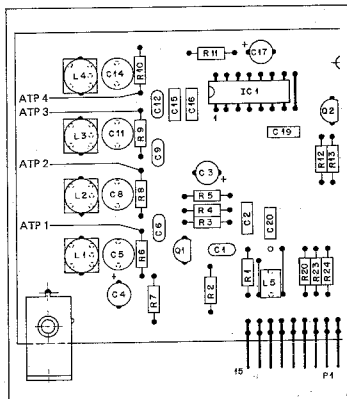 L4
C14
R10
R11
+
C17
ATP 4
ATP 3
C12
C15
C16
IC1
1
Q2
L3
C11
R9
C9
C19
R12
R13
ATP 2
L2
C8
R8
C3
+
R5
R4
R3
ATP 1
C6
C2
C20
L1
C5
R6
Q1
C1
+
C4
R7
R2
R1
L5
R20
R23
R24
15
P1